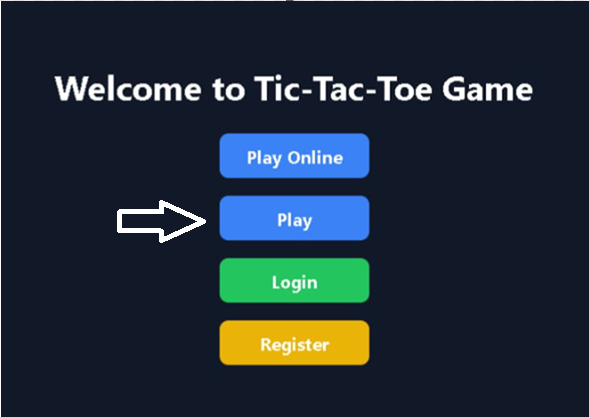 Welcome to Tic-Tac-Toe Game
Play Online
Play
Login
Register